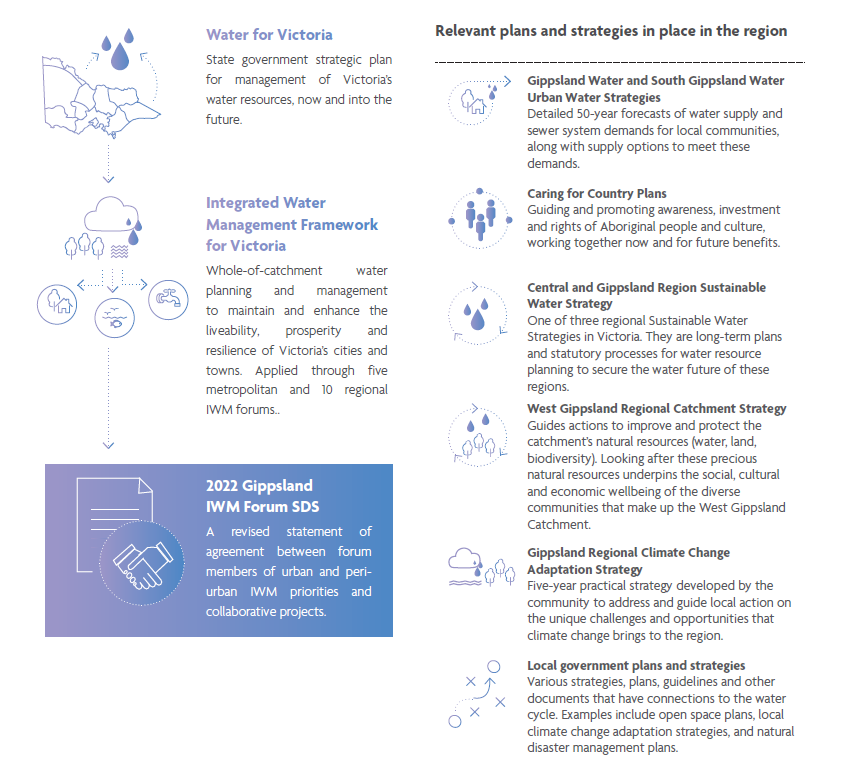 Water for Victoria
State government strategic plan
for management of Victoria's
water resources, now and into the
future.
Integrated Water
Management Framework
for Victoria
Whole-of-catchment water
planning and management
to maintain and enhance the
liveability, prosperity and
resilience of Victoria's cities and
towns. Applied through five
metropolitan and 10 regional
IWM forums..
2022 Gippsland
IWM Forum SDS
A revised statement of
agreement between forum
members of urban and peri-
urban IWM priorities and
collaborative projects.
Relevant plans and strategies in place in the region
Gippsland Water and South Gippsland Water
Urban Water Strategies
Detailed 50-year forecasts of water supply and
sewer system demands for local communities,
along with supply options to meet these
demands.
Caring for Country Plans
Guiding and promoting awareness, investment
and rights of Aboriginal people and culture,
working together now and for future benefits.
Central and Gippsland Region Sustainable
Water Strategy
One of three regional Sustainable Water
Strategies in Victoria. They are long-term plans
and statutory processes for water resource
planning to secure the water future of these
regions.
West Gippsland Regional Catchment Strategy
Guides actions to improve and protect the
catchment's natural resources (water, land,
biodiversity). Looking after these precious
natural resources underpins the social, cultural
and economic wellbeing of the diverse
communities that make up the West Gippsland
Catchment.
Gippsland Regional Climate Change
Adaptation Strategy
Five-year practical strategy developed by the
community to address and guide local action on
the unique challenges and opportunities that
climate change brings to the region.
Local government plans and strategies
Various strategies, plans, guidelines and other
documents that have connections to the water
cycle. Examples include open space plans, local
climate change adaptation strategies, and natural
disaster management plans.